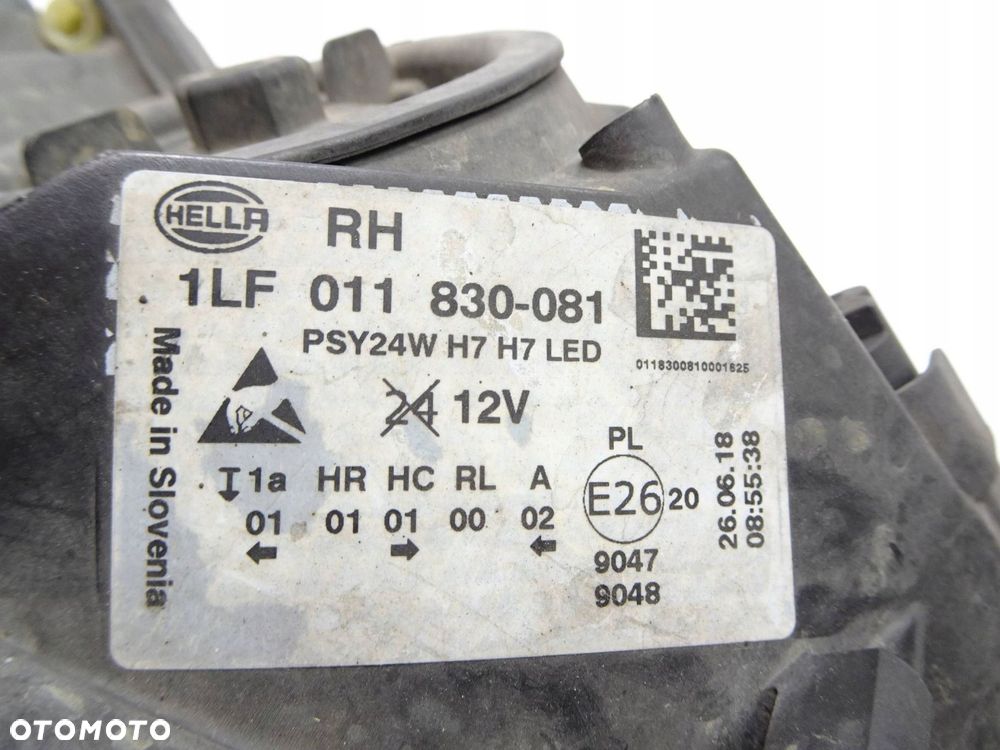 HELLA RH
1LF 011 830-081
PSY24W H7 H7 LED
0118300810001625
24 12V
Made in Slovenia
1a HR HC RL A
01 01 01 00 02
PL
E26 20
9047
9048
26.06.18
08:55:38
OTOMOTO